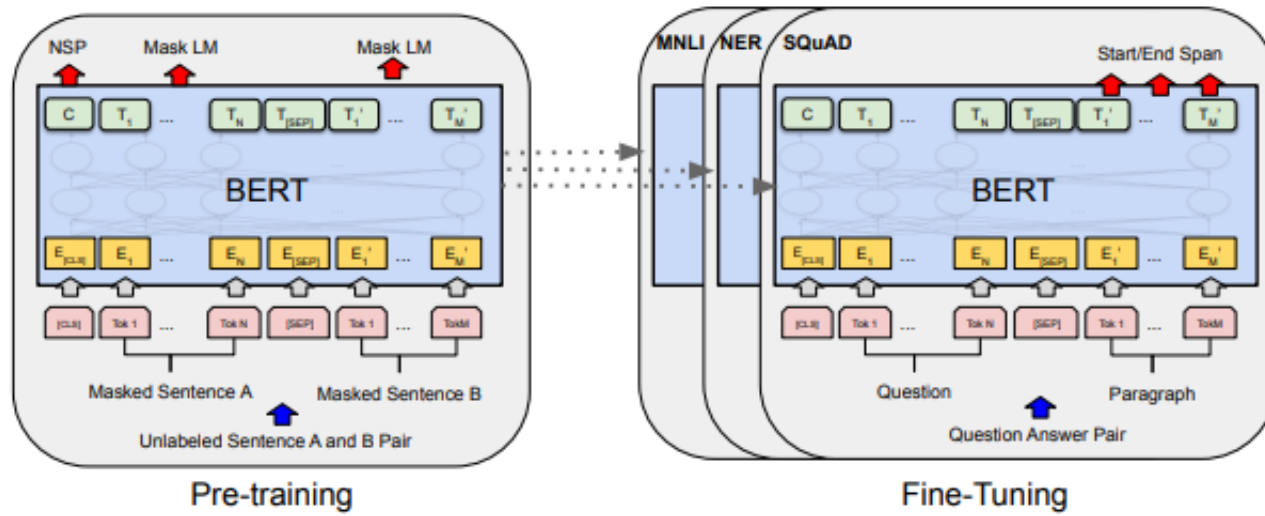 NSP Mask LM Mask LM
C T1 ... TN T[SEP] T1' ... TM'
BERT
E[CLS] E1 ... EN E[SEP] E1' ... EM'
[CLS] Tok 1 ... Tok N [SEP] Tok 1 ... TokM
Masked Sentence A Masked Sentence B
Unlabeled Sentence A and B Pair
Pre-training
MNLI NER SQuAD
Start/End Span
C T1 ... TN T[SEP] T1' ... TM'
BERT
E[CLS] E1 ... EN E[SEP] E1' ... EM'
[CLS] Tok 1 ... Tok N [SEP] Tok 1 ... TokM
Question Paragraph
Question Answer Pair
Fine-Tuning